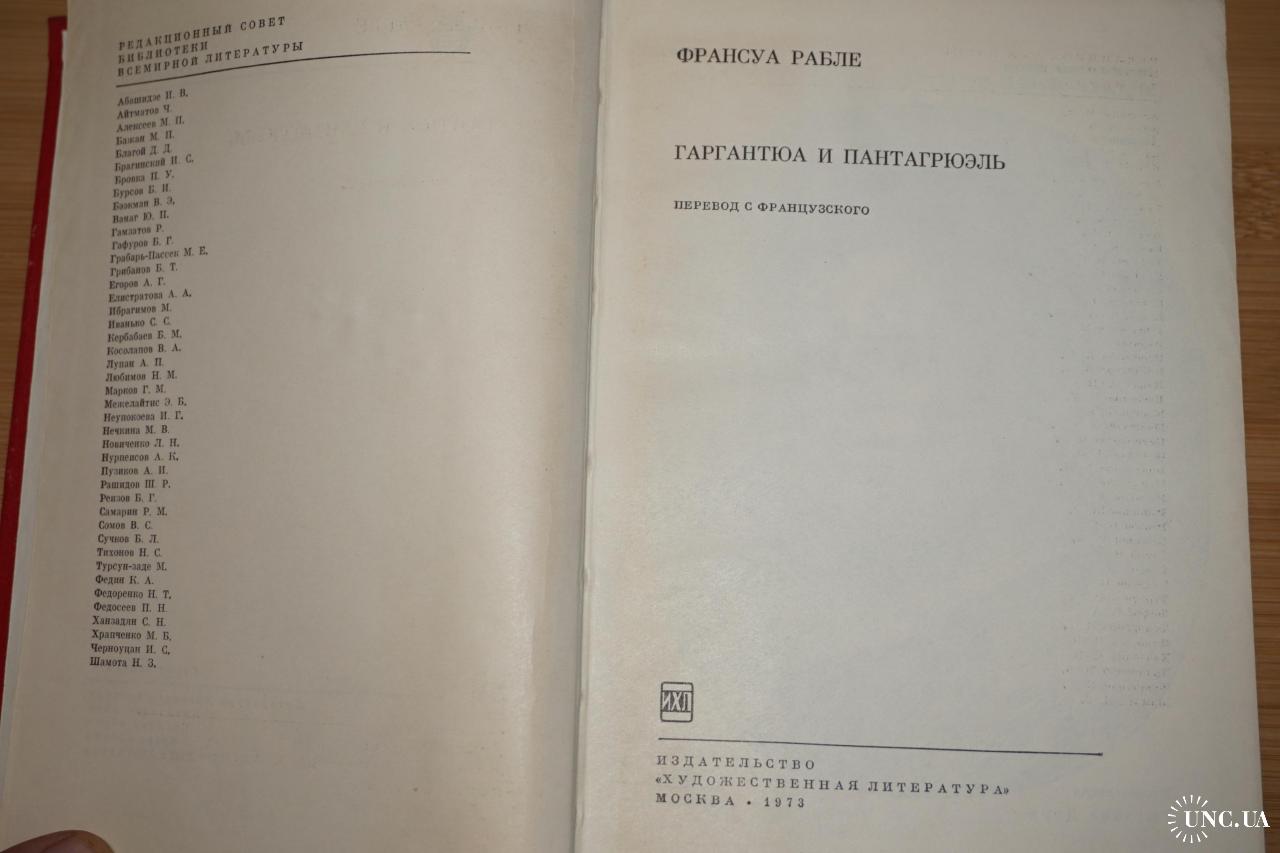 РЕДАКЦИОННЫЙ СОВЕТ
БИБЛИОТЕКИ
ВСЕМИРНОЙ ЛИТЕРАТУРЫ
Абашидзе И. В.
Айтматов Ч.
Алексеев М. П.
Бажан М. П.
Благой Д. Д.
Брагинский И. С.
Бровка П. У.
Бурсов Б. И.
Бээкман В. Э.
Ванаг Ю. П.
Гамзатов Р.
Гафуров Б. Г.
Грабарь-Пассек М. Е.
Грибанов Б. Т.
Егоров А. Г.
Елистратова А. А.
Ибрагимов М.
Иванько С. С.
Кербабаев Б. М.
Косолапов В. А.
Лупан А. П.
Любимов Н. М.
Марков Г. М.
Межелайтис Э. Б.
Неупокоева И. Г.
Нечкина М. В.
Новиченко Л. Н.
Нурпеисов А. К.
Пузиков А. И.
Рашидов Ш. Р.
Реизов Б. Г.
Самарин Р. М.
Сомов В. С.
Сучков Б. Л.
Тихонов Н. С.
Турсун-заде М.
Федин К. А.
Федоренко Н. Т.
Федосеев П. Н.
Ханзадян С. Н.
Храпченко М. Б.
Черноуцан И. С.
Шамота Н. З.
ФРАНСУА РАБЛЕ
ГАРГАНТЮА И ПАНТАГРЮЭЛЬ
ПЕРЕВОД С ФРАНЦУЗСКОГО
ИХЛ
ИЗДАТЕЛЬСТВО
«ХУДОЖЕСТВЕННАЯ ЛИТЕРАТУРА»
МОСКВА • 1973
UNC.UA